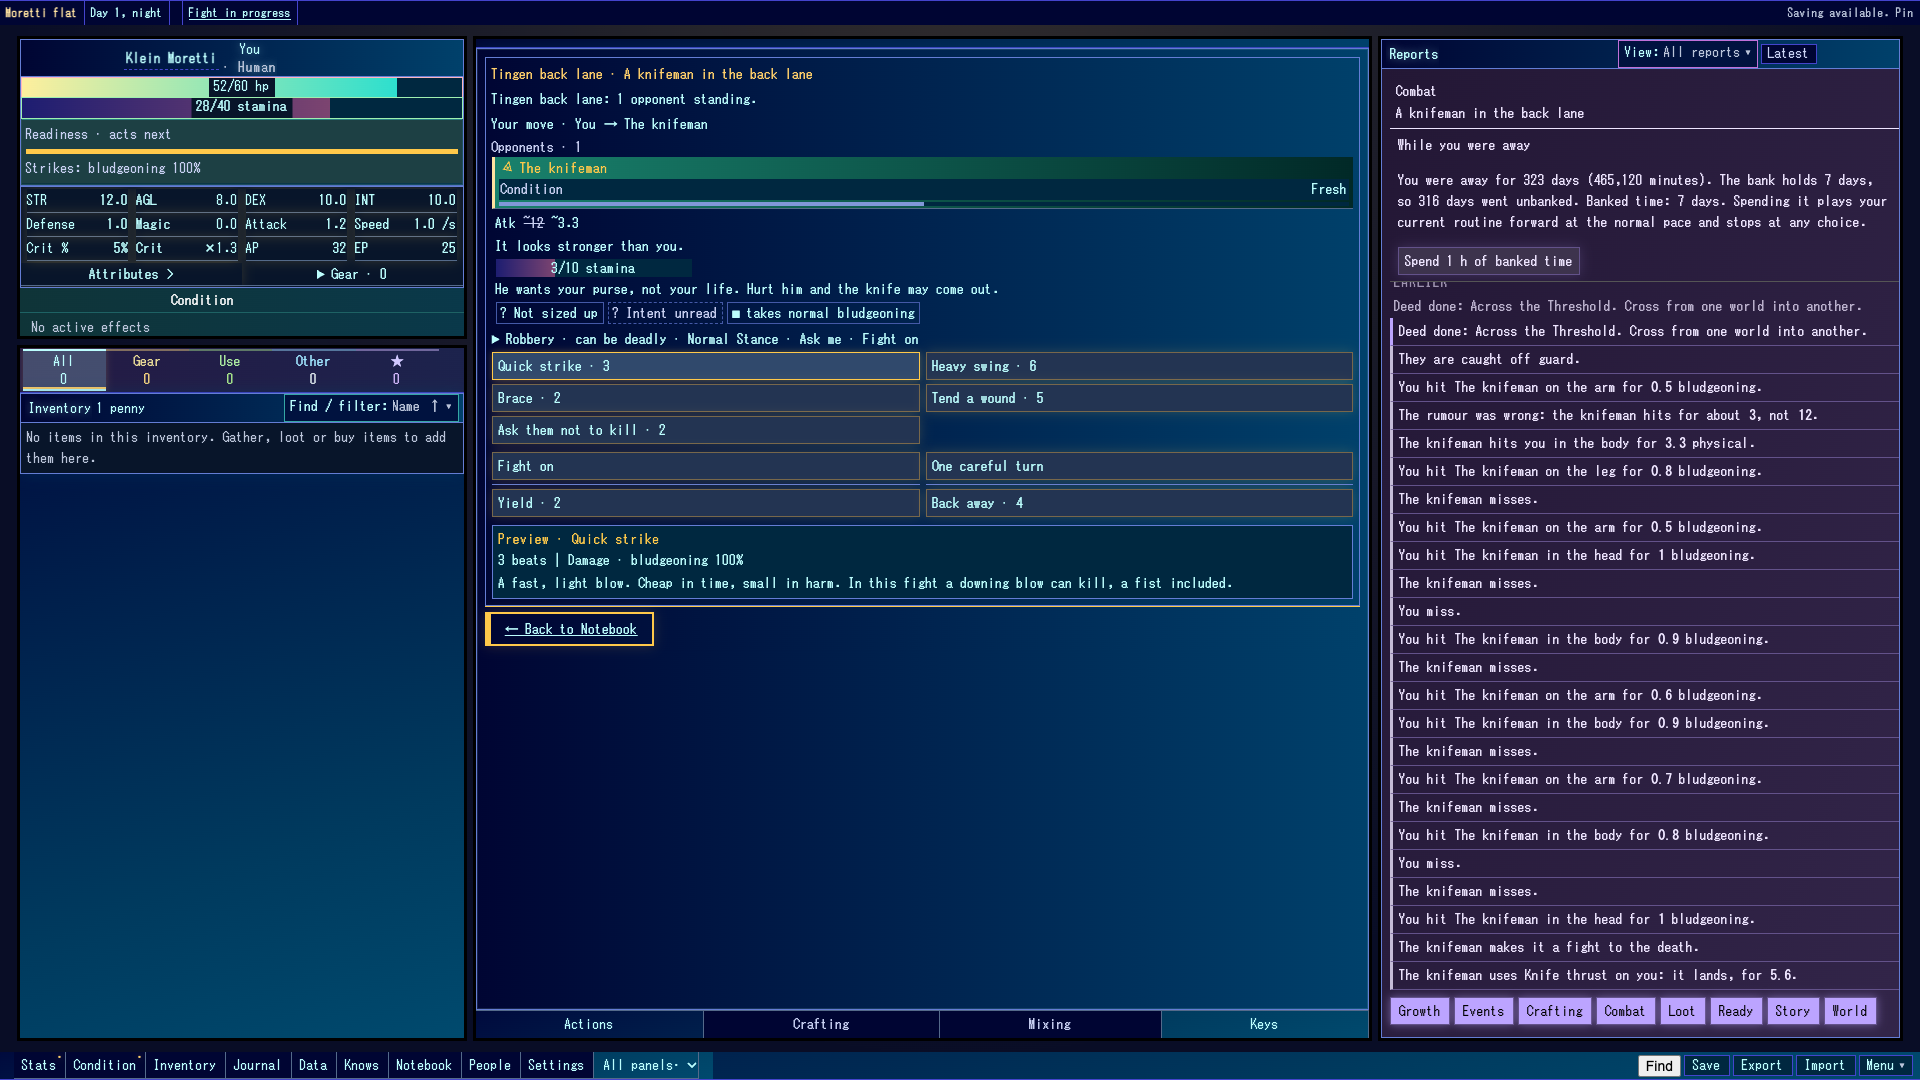 Moretti flat
Day 1, night
Fight in progress
Saving available. Pin
Klein Moretti · You Human
52/60 hp
28/40 stamina
Readiness · acts next
Strikes: bludgeoning 100%
STR 12.0 AGL 8.0 DEX 10.0 INT 10.0
Defense 1.0 Magic 0.0 Attack 1.2 Speed 1.0 /s
Crit % 5% Crit ×1.3 AP 32 EP 25
Attributes > ▶ Gear · 0
Condition
No active effects
All Gear Use Other ★
0 0 0 0 0
Inventory 1 penny Find / filter: Name ↑ ▾
No items in this inventory. Gather, loot or buy items to add
them here.
Tingen back lane · A knifeman in the back lane
Tingen back lane: 1 opponent standing.
Your move · You → The knifeman
Opponents · 1
The knifeman
Condition Fresh
Atk ~12 ~3.3
It looks stronger than you.
3/10 stamina
He wants your purse, not your life. Hurt him and the knife may come out.
? Not sized up ? Intent unread ■ takes normal bludgeoning
▶ Robbery · can be deadly · Normal Stance · Ask me · Fight on
Quick strike · 3 Heavy swing · 6
Brace · 2 Tend a wound · 5
Ask them not to kill · 2
Fight on One careful turn
Yield · 2 Back away · 4
Preview · Quick strike
3 beats | Damage · bludgeoning 100%
A fast, light blow. Cheap in time, small in harm. In this fight a downing blow can kill, a fist included.
← Back to Notebook
Actions Crafting Mixing Keys
Reports View: All reports ▾ Latest
Combat
A knifeman in the back lane
While you were away
You were away for 323 days (465,120 minutes). The bank holds 7 days,
so 316 days went unbanked. Banked time: 7 days. Spending it plays your
current routine forward at the normal pace and stops at any choice.
Spend 1 h of banked time
EARLIER
Deed done: Across the Threshold. Cross from one world into another.
Deed done: Across the Threshold. Cross from one world into another.
They are caught off guard.
You hit The knifeman on the arm for 0.5 bludgeoning.
The rumour was wrong: the knifeman hits for about 3, not 12.
The knifeman hits you in the body for 3.3 physical.
You hit The knifeman on the leg for 0.8 bludgeoning.
The knifeman misses.
You hit The knifeman on the arm for 0.5 bludgeoning.
You hit The knifeman in the head for 1 bludgeoning.
The knifeman misses.
You miss.
You hit The knifeman in the body for 0.9 bludgeoning.
The knifeman misses.
You hit The knifeman on the arm for 0.6 bludgeoning.
You hit The knifeman in the body for 0.9 bludgeoning.
The knifeman misses.
You hit The knifeman on the arm for 0.7 bludgeoning.
The knifeman misses.
You hit The knifeman in the body for 0.8 bludgeoning.
You miss.
The knifeman misses.
You hit The knifeman in the head for 1 bludgeoning.
The knifeman makes it a fight to the death.
The knifeman uses Knife thrust on you: it lands, for 5.6.
Growth Events Crafting Combat Loot Ready Story World
Stats Condition Inventory Journal Data Knows Notebook People Settings All panels·
Find Save Export Import Menu ▾